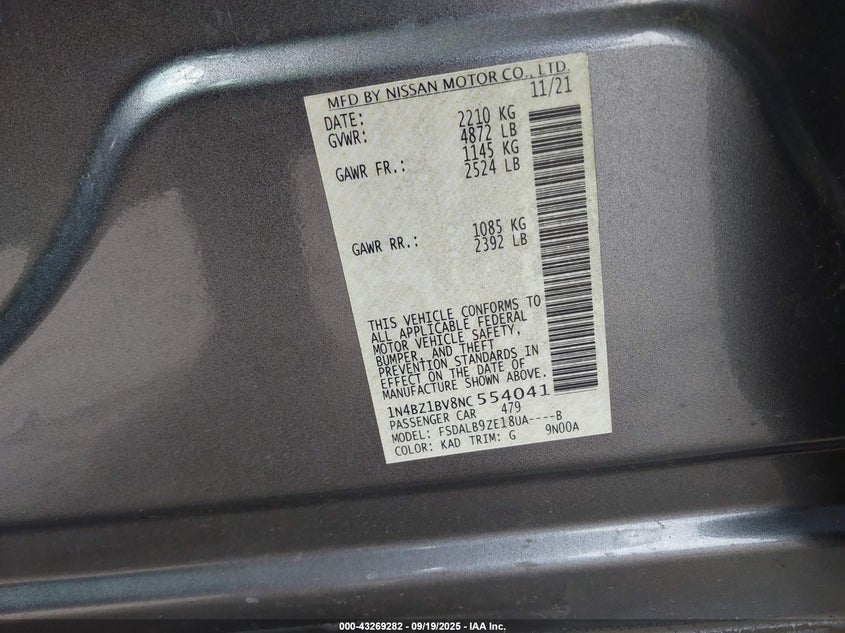 MFD BY NISSAN MOTOR CO., LTD.
DATE: 11/21
GVWR: 2210 KG
4872 LB
GAWR FR.: 1145 KG
2524 LB
GAWR RR.: 1085 KG
2392 LB
THIS VEHICLE CONFORMS TO
ALL APPLICABLE FEDERAL
MOTOR VEHICLE SAFETY,
BUMPER, AND THEFT
PREVENTION STANDARDS IN
EFFECT ON THE DATE OF
MANUFACTURE SHOWN ABOVE.
1N4BZ1BV8NC554041
PASSENGER CAR 479
MODEL: FSDALB9ZE18UA----B
COLOR: KAD TRIM: G 9N00A
000-43269282 - 09/19/2025 - IAA Inc.